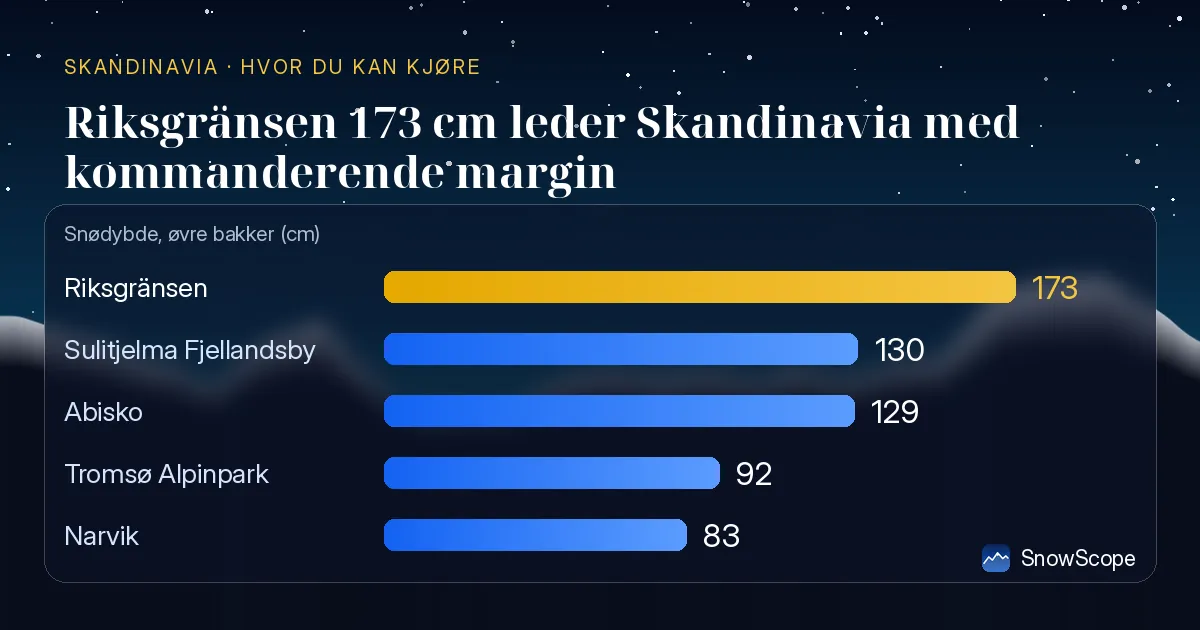 SKANDINAVIA · HVOR DU KAN KJØRE
Riksgränsen 173 cm leder Skandinavia med
kommanderende margin
Snødybde, øvre bakker (cm)
Riksgränsen 173
Sulitjelma Fjellandsby 130
Abisko 129
Tromsø Alpinpark 92
Narvik 83
SnowScope